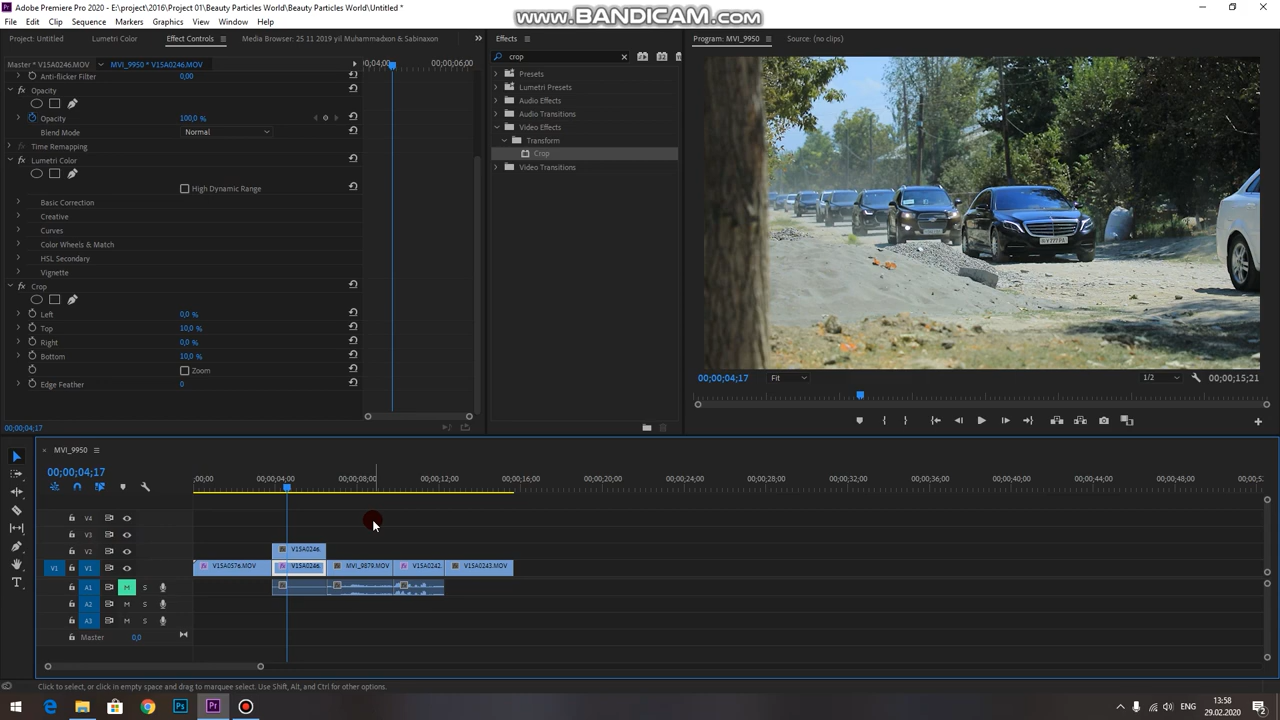 Adobe Premiere Pro 2020 - E:\project\2016\Project 01\Beauty Particles World\Beauty Particles World\Untitled *
www.BANDICAM.com
File Edit Clip Sequence Markers Graphics View Window Help
Project: Untitled Lumetri Color Effect Controls Media Browser: 25 11 2019 yil Muhammadxon & Sabinaxon
Effects
Program: MVI_9950 Source: (no clips)
Master * V15A0246.MOV MVI_9950 * V15A0246.MOV
00;04;00 00;00;06;00
crop
Anti-flicker Filter 0,00
Opacity
Opacity 100,0 %
Blend Mode Normal
Time Remapping
Lumetri Color
High Dynamic Range
Basic Correction
Creative
Curves
Color Wheels & Match
HSL Secondary
Vignette
Crop
Left 0,0 %
Top 10,0 %
Right 0,0 %
Bottom 10,0 %
Zoom
Edge Feather 0
00;00;04;17
Presets
Lumetri Presets
Audio Effects
Audio Transitions
Video Effects
Transform
Crop
Video Transitions
00;00;04;17 Fit 1/2 00;00;15;21
MVI_9950
00;00;04;17
;00;00 00;00;04;00 00;00;08;00 00;00;12;00 00;00;16;00 00;00;20;00 00;00;24;00 00;00;28;00 00;00;32;00 00;00;36;00 00;00;40;00 00;00;44;00 00;00;48;00 00;00;52
V4
V3
V2 V15A0246.
V1 V1 V15A0576.MOV V15A0246. MVI_9879.MOV V15A0242. V15A0243.MOV
A1 M S
A2 M S
A3 M S
Master 0,0
Click to select, or click in empty space and drag to marquee select. Use Shift, Alt, and Ctrl for other options.
13:58
29.02.2020
2